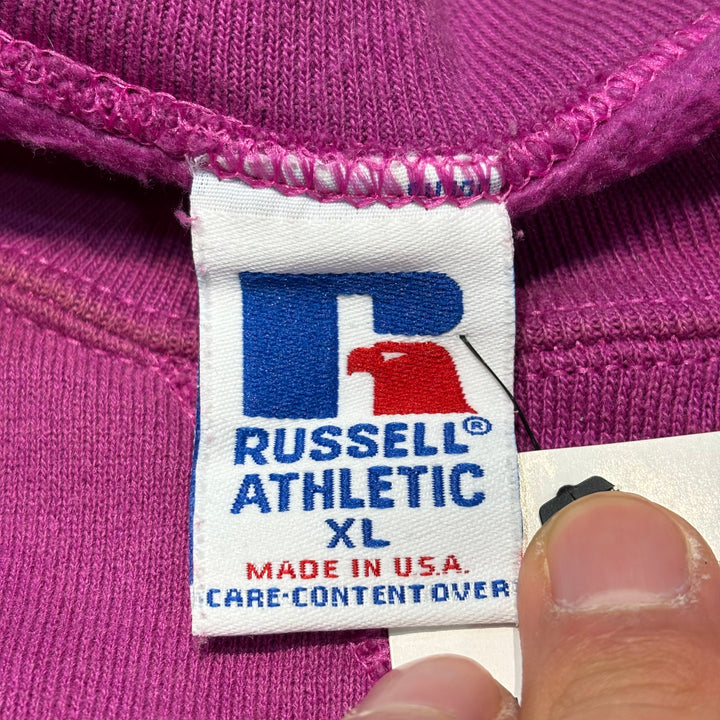 RUSSELL®
ATHLETIC
XL
MADE IN U.S.A.
CARE-CONTENT OVER